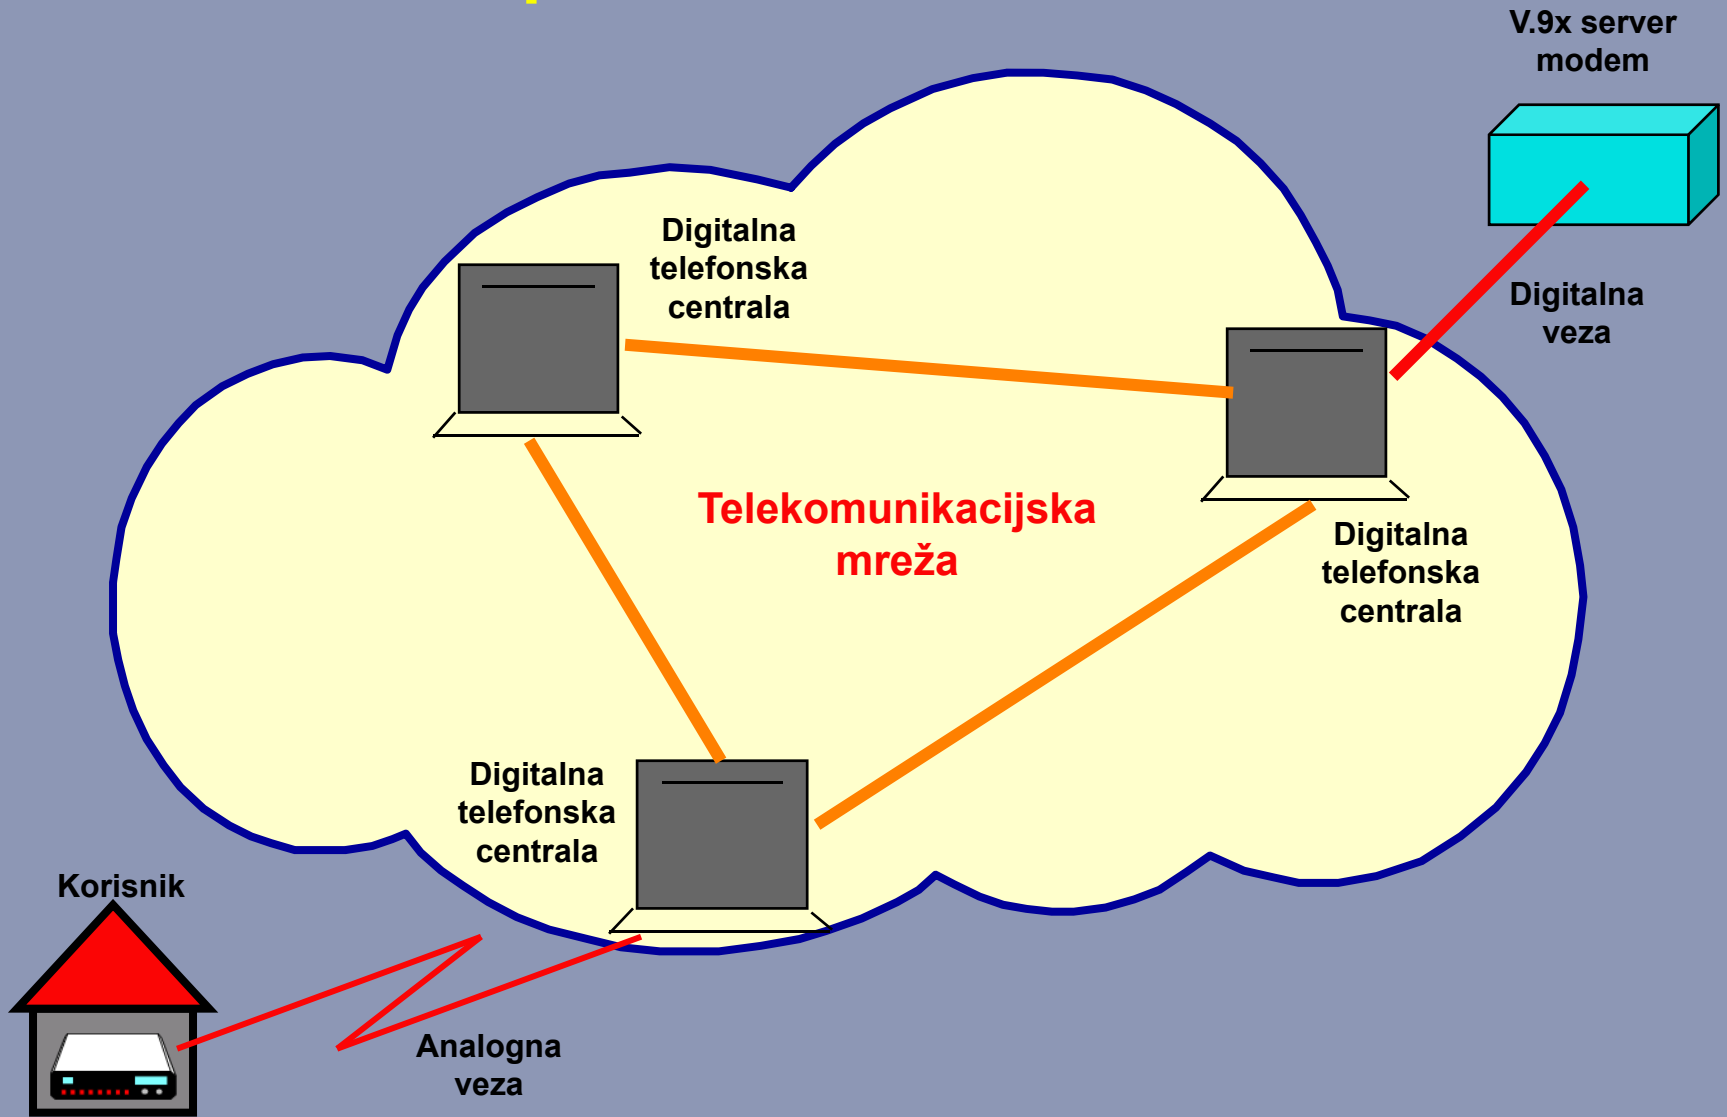 V.9x server
modem
Digitalna
telefonska
centrala
Digitalna
veza
Telekomunikacijska
mreža
Digitalna
telefonska
centrala
Digitalna
telefonska
centrala
Korisnik
Analogna
veza